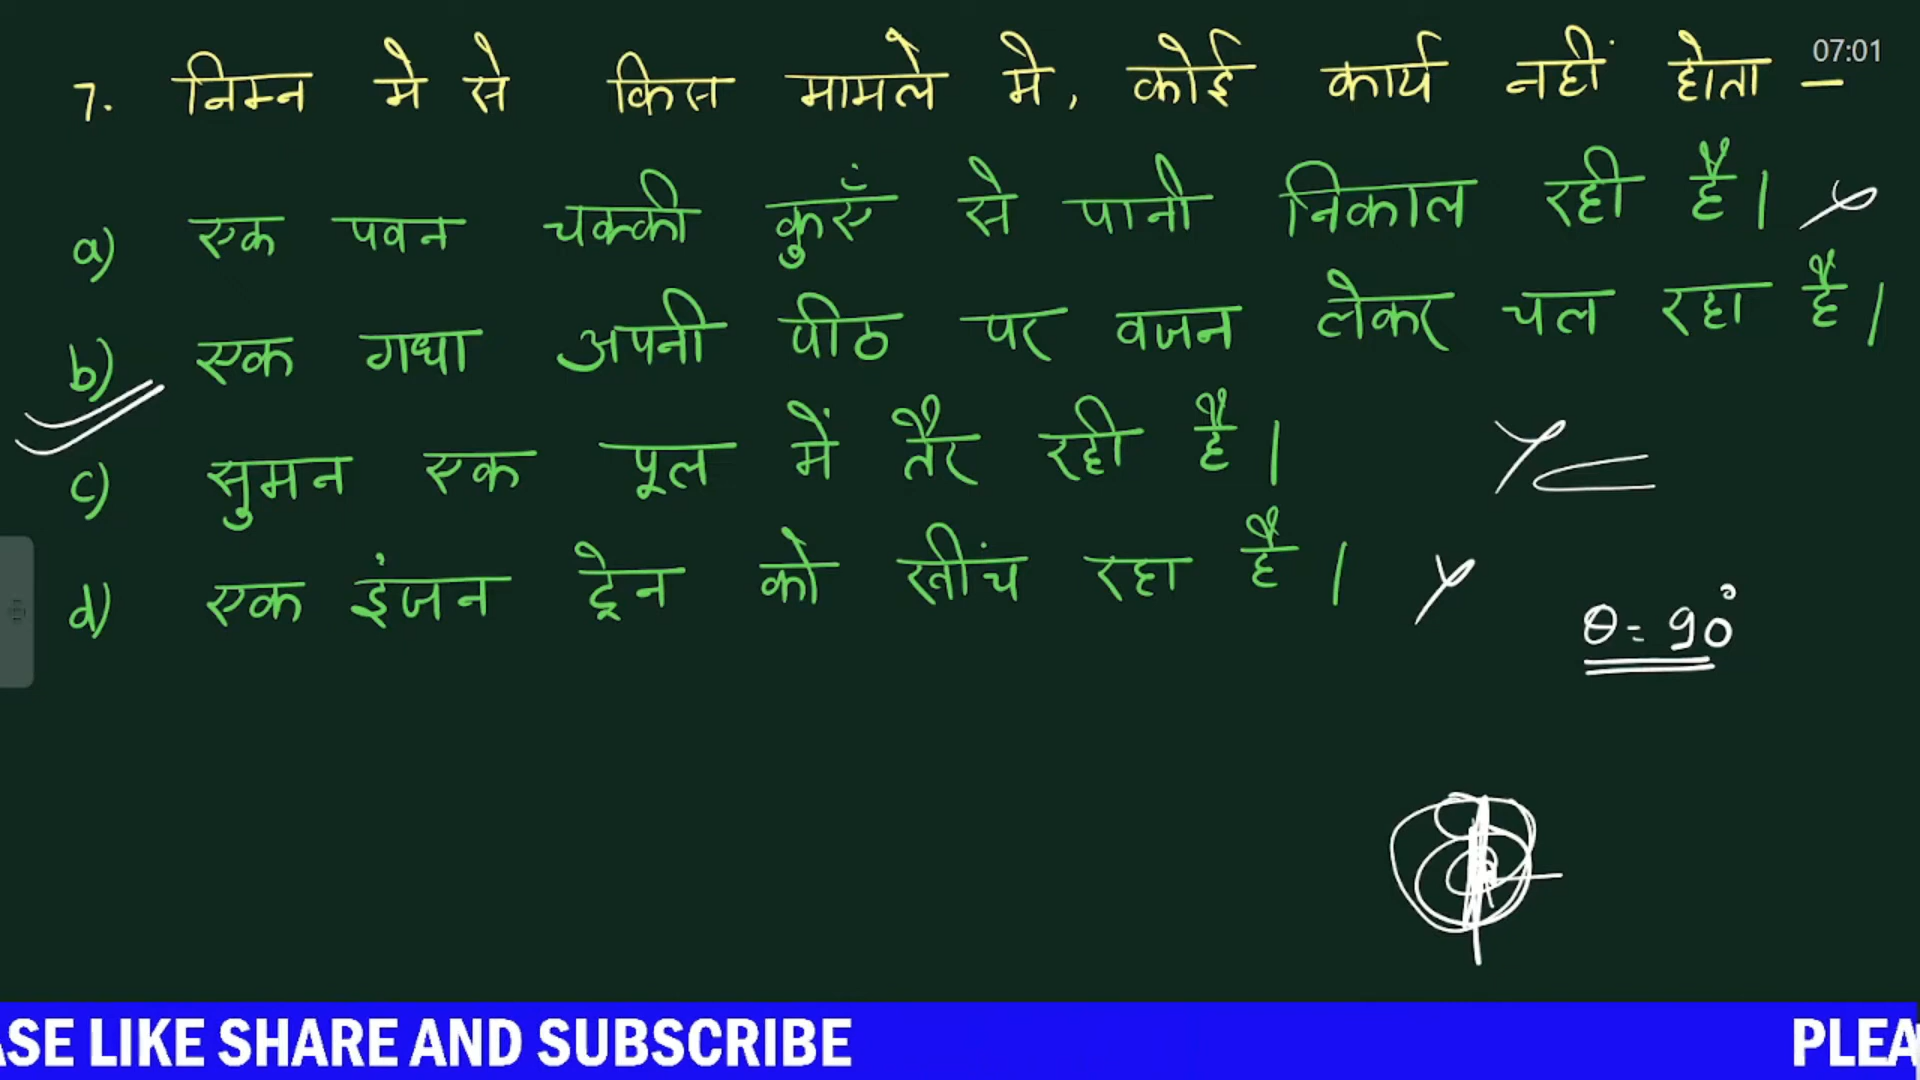 7. निम्न मे से किस मामले मे, कोई कार्य नहीं होता –
07:01
a) एक पवन चक्की कुएँ से पानी निकाल रही है।
b) एक गधा अपनी पीठ पर वजन लेकर चल रहा है।
c) सुमन एक पूल में तैर रही है।
d) एक इंजन ट्रेन को खींच रहा है।
θ = 90°
ASE LIKE SHARE AND SUBSCRIBE PLEA